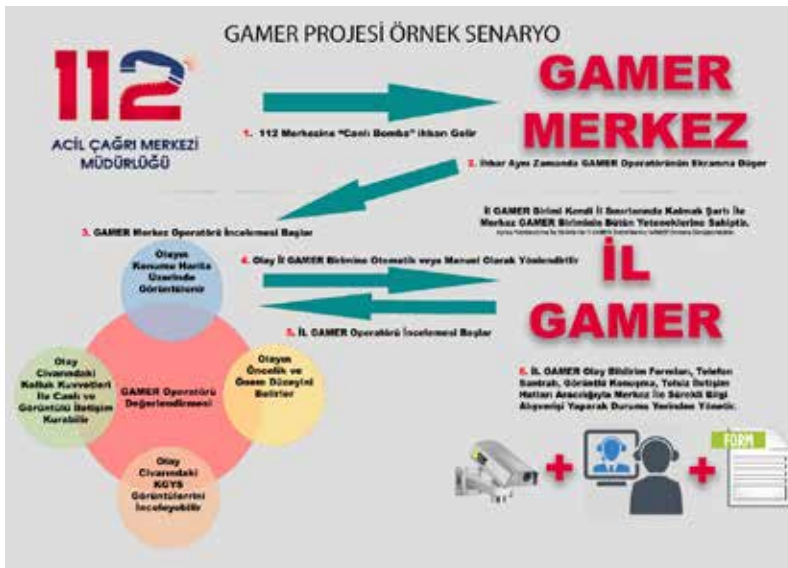 GAMER PROJESİ ÖRNEK SENARYO
112
ACİL ÇAĞRI MERKEZİ
MÜDÜRLÜĞÜ
GAMER
MERKEZ
1. 112 Merkezine “Canlı Bomba” ihbarı Gelir
2. İhbar Aynı Zamanda GAMER Operatörünün Ekranına Düşer
3. GAMER Merkez Operatörü İncelemesi Başlar
İl GAMER Birimi Kendi İl Sınırlarında Kalmak Şartı İle
Merkez GAMER Biriminin Bütün Yeteneklerine Sahiptir.
4. Olay İl GAMER Birimine Otomatik veya Manuel Olarak Yönlendirilir
İL
GAMER
5. İL GAMER Operatörü İncelemesi Başlar
Olayın
Konumu Harita
Üzerinde
Görüntülenir
Olay
Civarındaki
Kolluk Kuvvetleri
İle Canlı ve
Görüntülü İletişim
Kurabilir
GAMER Operatörü
Değerlendirmesi
Olayın
Öncelik ve
Önem Düzeyini
Belirler
Olay
Civarındaki
KGYS
Görüntülerini
İnceleyebilir
6. İL GAMER Olay Bildirim Formları, Telefon
Santralı, Görüntülü Konuşma, Telsiz İletişim
Hatları Aracılığıyla Merkez İle Sürekli Bilgi
Alışverişi Yaparak Durumu Yerinden Yönetir.
FORM